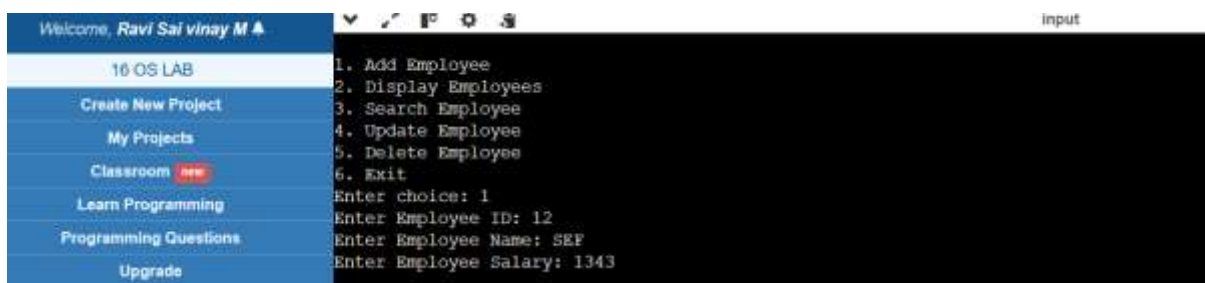 Welcome, Ravi Sai vinay M
16 OS LAB
Create New Project
My Projects
Classroom new
Learn Programming
Programming Questions
Upgrade
input
1. Add Employee
2. Display Employees
3. Search Employee
4. Update Employee
5. Delete Employee
6. Exit
Enter choice: 1
Enter Employee ID: 12
Enter Employee Name: SEF
Enter Employee Salary: 1343